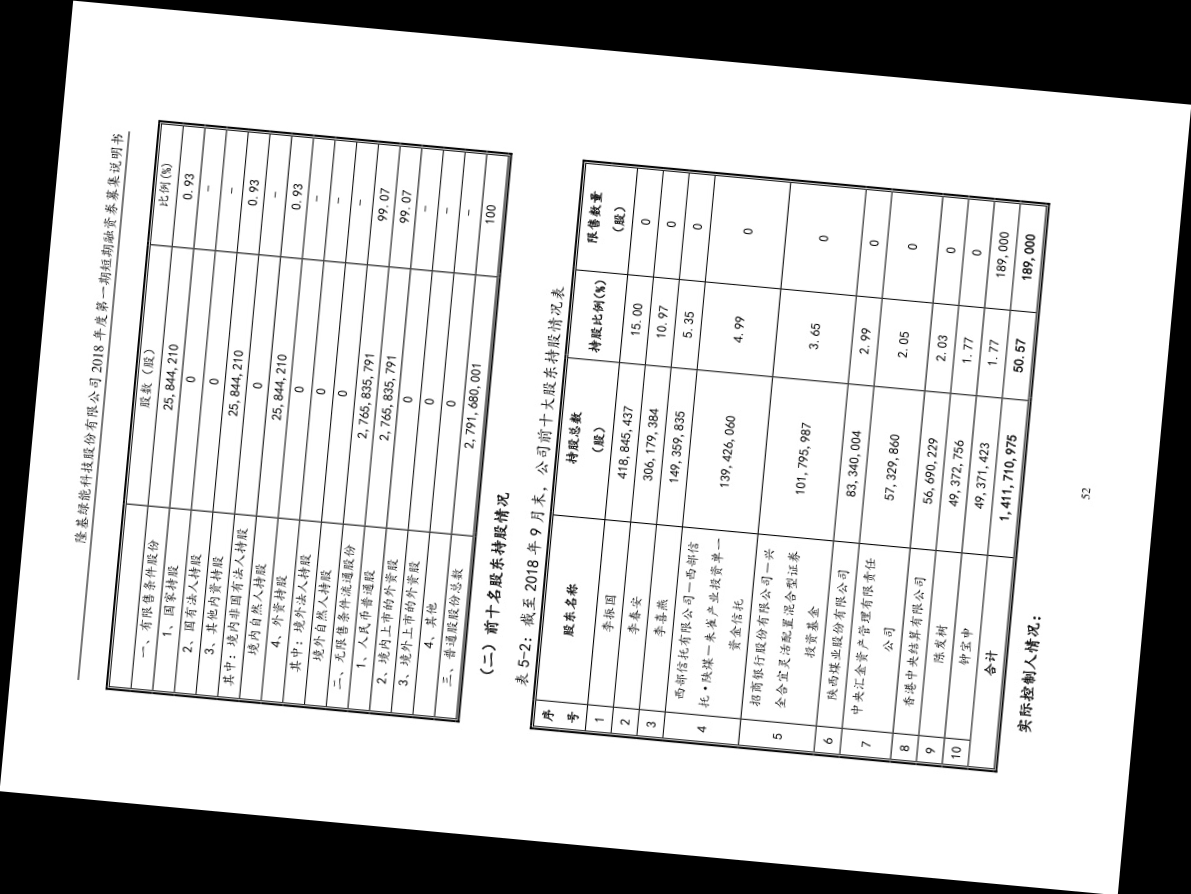 隆基绿能科技股份有限公司 2018 年度第一期短期融资券募集说明书
股数（股） 比例(%)
一、有限售条件股份 25,844,210 0.93
1、国家持股 0 -
2、国有法人持股 0 -
3、其他内资持股 25,844,210 0.93
其中：境内非国有法人持股 0 -
境内自然人持股 25,844,210 0.93
4、外资持股 0 -
其中：境外法人持股 0 -
境外自然人持股 0 -
二、无限售条件流通股份 2,765,835,791 99.07
1、人民币普通股 2,765,835,791 99.07
2、境内上市的外资股 0 -
3、境外上市的外资股 0 -
4、其他 0 -
三、普通股股份总数 2,791,680,001 100
（二）前十名股东持股情况
表 5-2：截至 2018 年 9 月末，公司前十大股东持股情况表
序 股东名称 持股总数 持股比例(%) 限售数量
号 （股） （股）
1 李振国 418,845,437 15.00 0
2 李春安 306,179,384 10.97 0
3 李喜燕 149,359,835 5.35 0
西部信托有限公司－西部信
4 托·陕煤－朱雀产业投资单一 139,426,060 4.99 0
资金信托
招商银行股份有限公司－兴
5 全合宜灵活配置混合型证券 101,795,987 3.65 0
投资基金
6 陕西煤业股份有限公司 83,340,004 2.99 0
7 中央汇金资产管理有限责任 57,329,860 2.05 0
公司
8 香港中央结算有限公司 56,690,229 2.03 0
9 陈发树 49,372,756 1.77 0
10 钟宝申 49,371,423 1.77 189,000
合计 1,411,710,975 50.57 189,000
实际控制人情况：
52